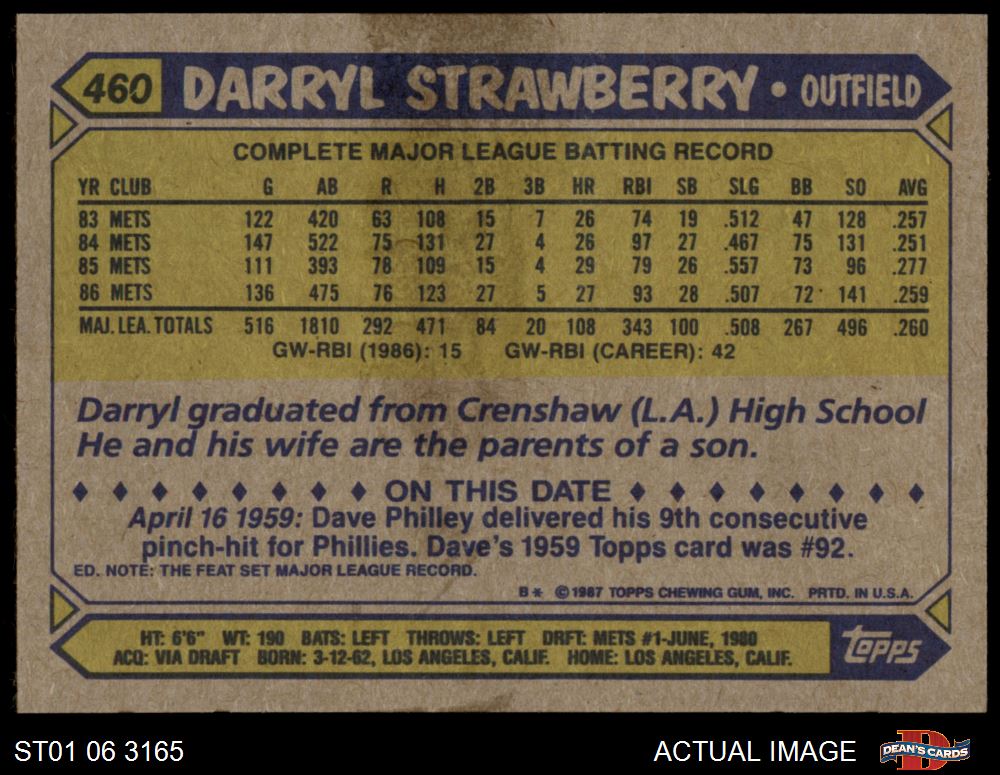 460 DARRYL STRAWBERRY • OUTFIELD
COMPLETE MAJOR LEAGUE BATTING RECORD
YR CLUB G AB R H 2B 3B HR RBI SB SLG BB SO AVG
83 METS 122 420 63 108 15 7 26 74 19 .512 47 128 .257
84 METS 147 522 75 131 27 4 26 97 27 .467 75 131 .251
85 METS 111 393 78 109 15 4 29 79 26 .557 73 96 .277
86 METS 136 475 76 123 27 5 27 93 28 .507 72 141 .259
MAJ. LEA. TOTALS 516 1810 292 471 84 20 108 343 100 .508 267 496 .260
GW-RBI (1986): 15 GW-RBI (CAREER): 42
Darryl graduated from Crenshaw (L.A.) High School
He and his wife are the parents of a son.
ON THIS DATE
April 16 1959: Dave Philley delivered his 9th consecutive
pinch-hit for Phillies. Dave's 1959 Topps card was #92.
ED. NOTE: THE FEAT SET MAJOR LEAGUE RECORD.
B* ©1987 TOPPS CHEWING GUM, INC. PRTD. IN U.S.A.
HT: 6'6" WT: 190 BATS: LEFT THROWS: LEFT DRFT: METS #1-JUNE, 1980
ACQ: VIA DRAFT BORN: 3-12-62, LOS ANGELES, CALIF. HOME: LOS ANGELES, CALIF.
topps
ST01 06 3165 ACTUAL IMAGE DEAN'S CARDS